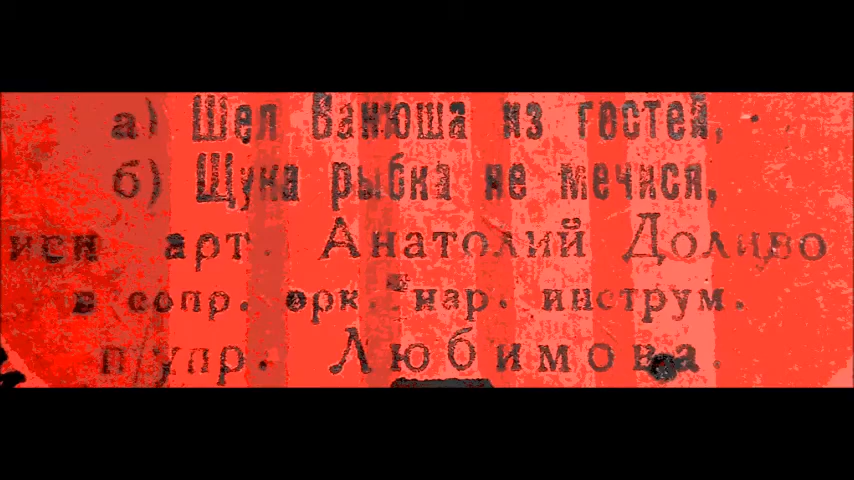 а) Шел Ванюша из гостей,
б) Щука рыбка не мечися,
исп арт. Анатолий Доливо
в сопр. орк. нар. инструм.
п/упр. Любимова.